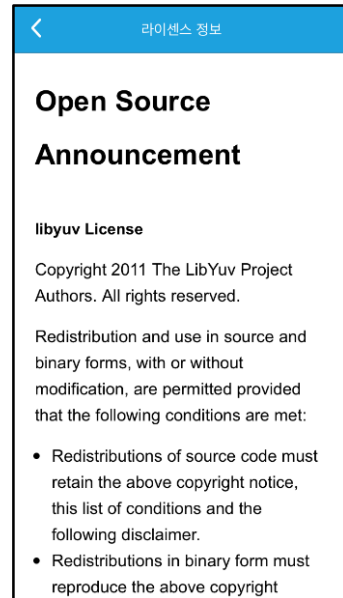 라이센스 정보
Open Source
Announcement
libyuv License
Copyright 2011 The LibYuv Project
Authors. All rights reserved.
Redistribution and use in source and
binary forms, with or without
modification, are permitted provided
that the following conditions are met:
• Redistributions of source code must
retain the above copyright notice,
this list of conditions and the
following disclaimer.
• Redistributions in binary form must
reproduce the above copyright